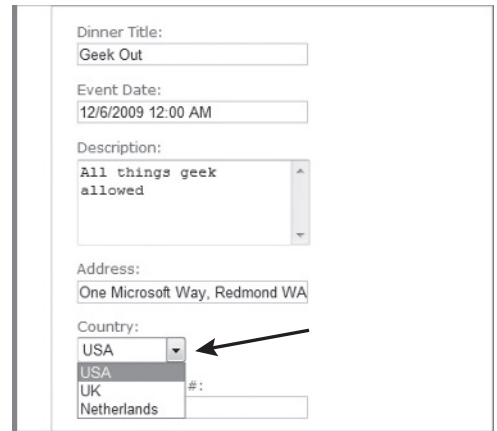 Dinner Title:
Geek Out
Event Date:
12/6/2009 12:00 AM
Description:
All things geek
allowed
Address:
One Microsoft Way, Redmond WA
Country:
USA
USA
UK
#:
Netherlands